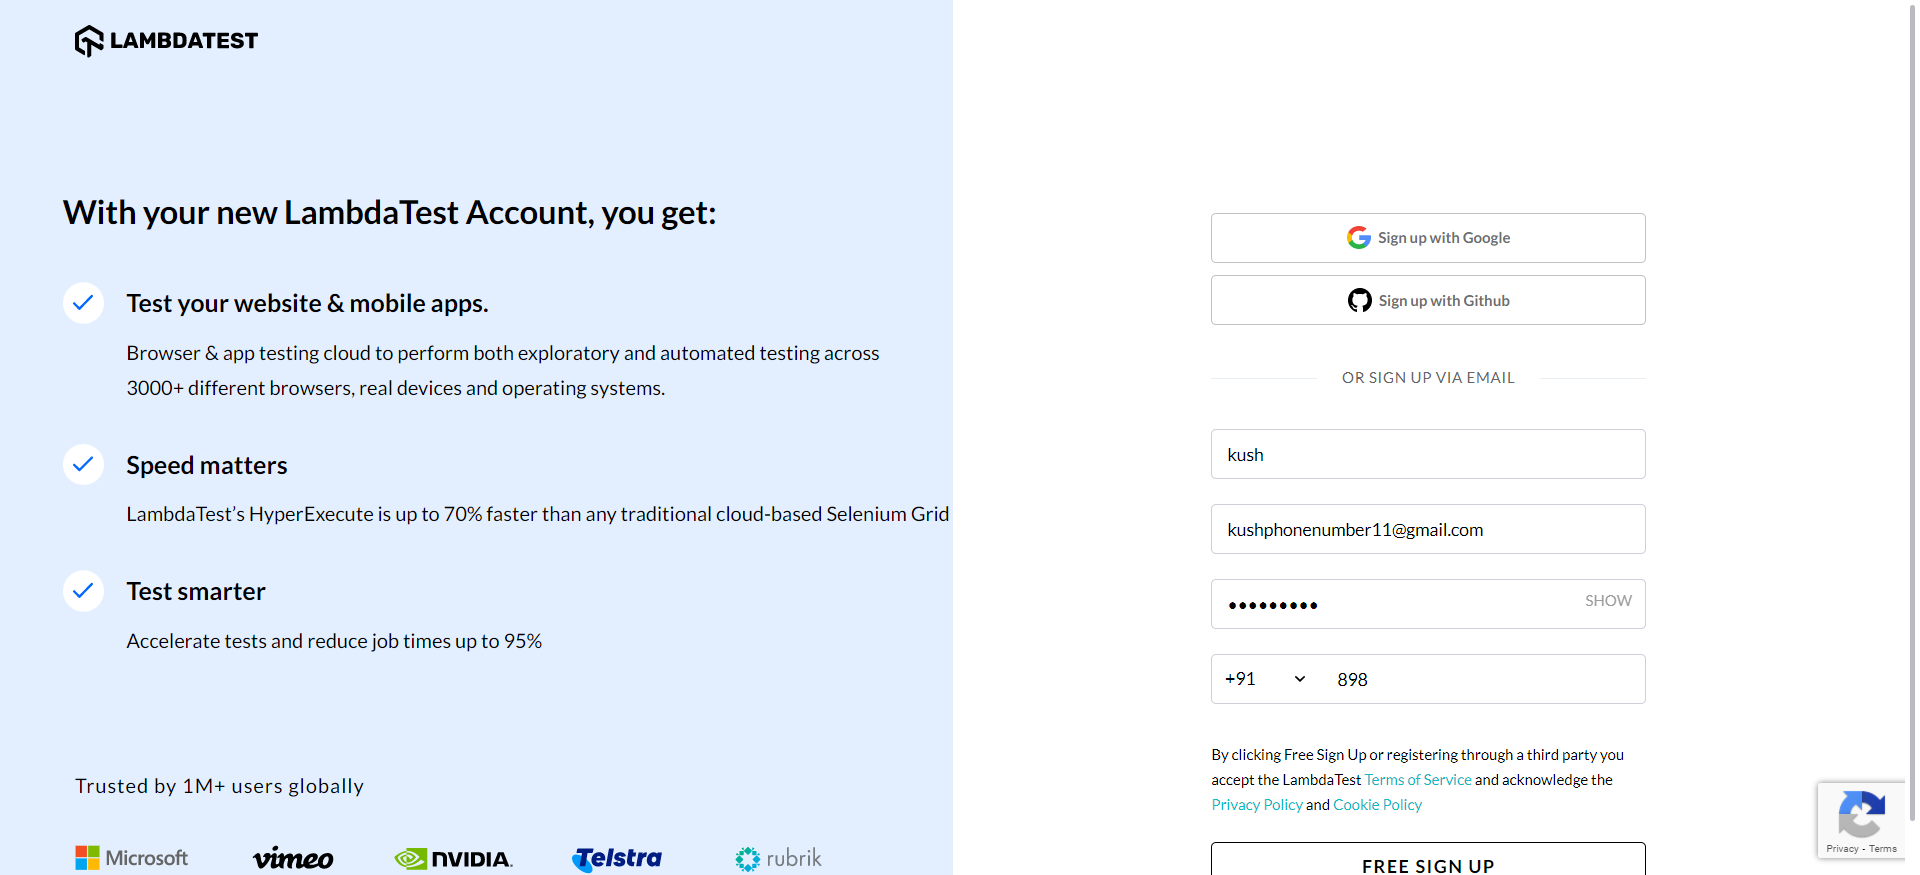 LAMBDATEST
With your new LambdaTest Account, you get:
Test your website & mobile apps.
Browser & app testing cloud to perform both exploratory and automated testing across
3000+ different browsers, real devices and operating systems.
Speed matters
LambdaTest’s HyperExecute is up to 70% faster than any traditional cloud-based Selenium Grid
Test smarter
Accelerate tests and reduce job times up to 95%
Trusted by 1M+ users globally
Microsoft
vimeo
NVIDIA.
Telstra
rubrik
Sign up with Google
Sign up with Github
OR SIGN UP VIA EMAIL
kush
kushphonenumber11@gmail.com
••••••••• SHOW
+91 898
By clicking Free Sign Up or registering through a third party you
accept the LambdaTest Terms of Service and acknowledge the
Privacy Policy and Cookie Policy
FREE SIGN UP
Privacy - Terms